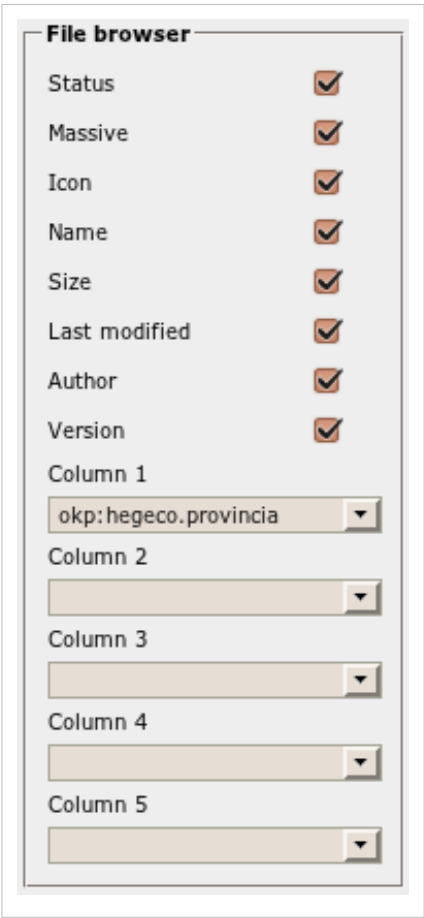 File browser
Status
Massive
Icon
Name
Size
Last modified
Author
Version
Column 1
okp:hegeco.provincia
Column 2
Column 3
Column 4
Column 5